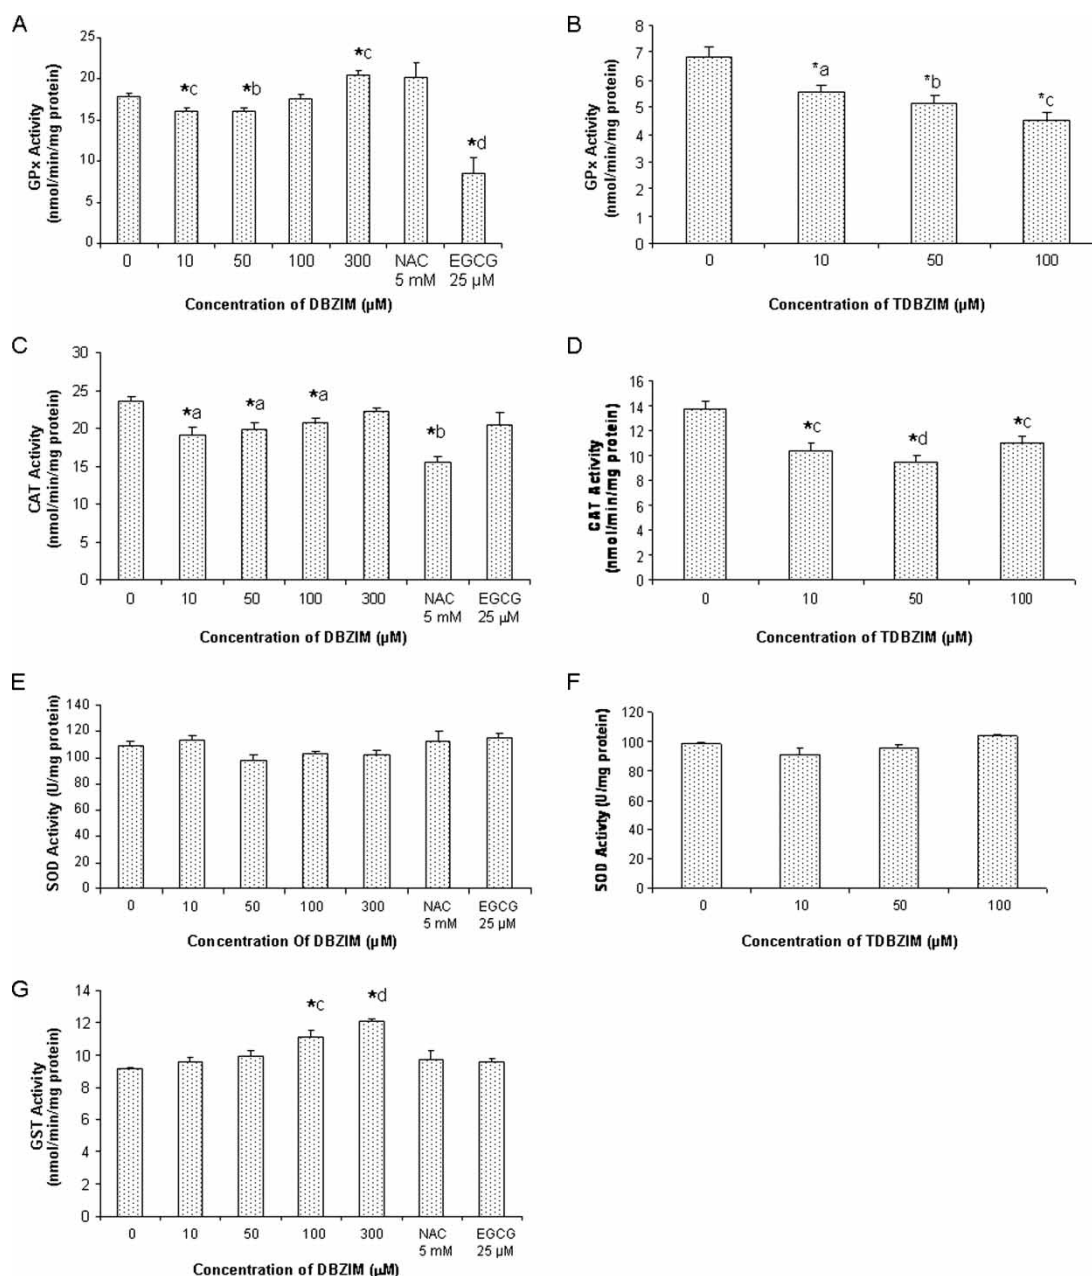 A
GPx Activity
(nmol/min/mg protein)
25
20
15
10
5
0
*c
*b
*c
*d
0 10 50 100 300 NAC EGCG
5 mM 25 µM
Concentration of DBZIM (µM)
B
GPx Activity
(nmol/min/mg protein)
8
7
6
5
4
3
2
1
0
*a
*b
*c
0 10 50 100
Concentration of TDBZIM (µM)
C
CAT Activity
(nmol/min/mg protein)
30
25
20
15
10
5
0
*a
*a
*a
*b
0 10 50 100 300 NAC EGCG
5 mM 25 µM
Concentration of DBZIM (µM)
D
CAT Activity
(nmol/min/mg protein)
16
14
12
10
8
6
4
2
0
*c
*d
*c
0 10 50 100
Concentration of TDBZIM (µM)
E
SOD Activity (U/mg protein)
140
120
100
80
60
40
20
0
0 10 50 100 300 NAC EGCG
5 mM 25 µM
Concentration Of DBZIM (µM)
F
SOD Activty (U/mg protein)
120
100
80
60
40
20
0
0 10 50 100
Concentration of TDBZIM (µM)
G
GST Activity
(nmol/min/mg protein)
14
12
10
8
6
4
2
0
*c
*d
0 10 50 100 300 NAC EGCG
5 mM 25 µM
Concentration of DBZIM (µM)